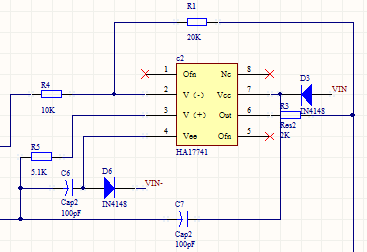 R1
20K
c2
1 Ofn Nc 8
2 V (-) Vcc 7
3 V (+) Out 6
4 Vee Ofn 5
HA17741
R4
10K
R5
5.1K
C6
Cap2
100pF
D6
IN4148
VIN-
D3
VIN
IN4148
R3
Res2
2K
C7
Cap2
100pF